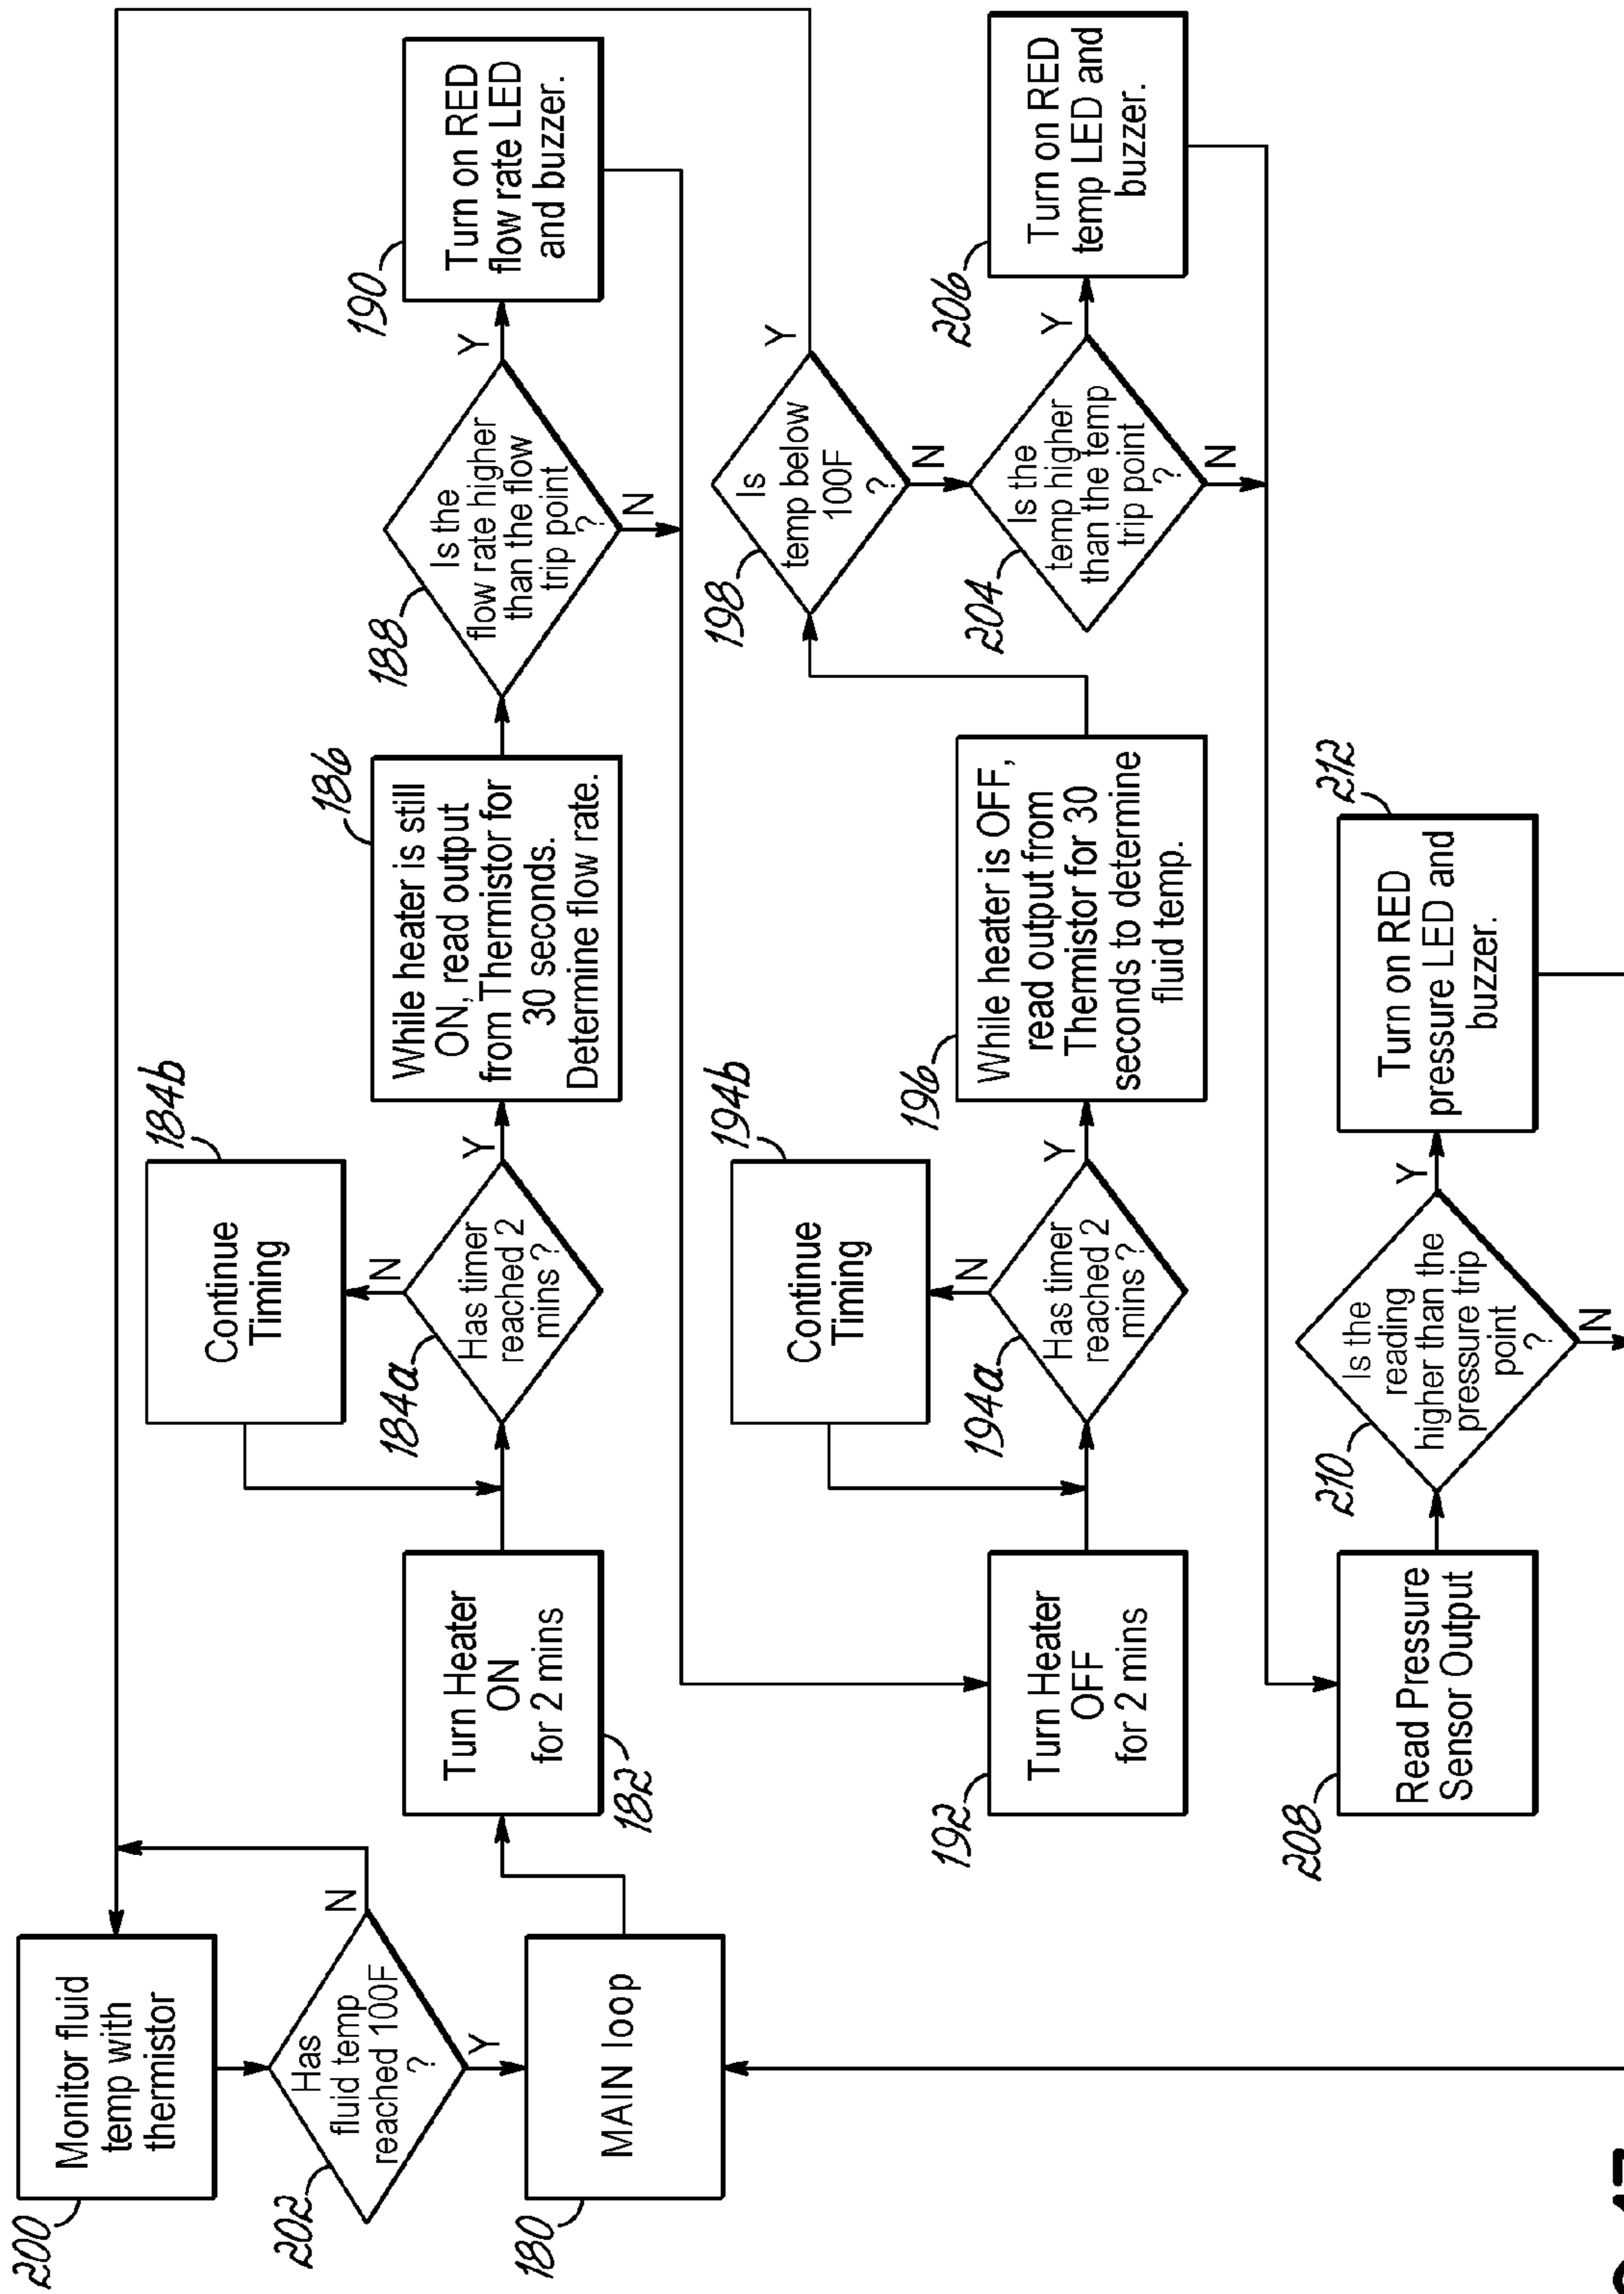 200
Monitor fluid
temp with
thermistor
202
Has
fluid temp
reached 100F
?
N
Y
180
MAIN loop
182
Turn Heater
ON
for 2 mins
184a
Has timer
reached 2
mins ?
N
Y
184b
Continue
Timing
186
While heater is still
ON, read output
from Thermistor for
30 seconds.
Determine flow rate.
188
Is the
flow rate higher
than the flow
trip point
?
Y
N
190
Turn on RED
flow rate LED
and buzzer.
192
Turn Heater
OFF
for 2 mins
194a
Has timer
reached 2
mins ?
N
Y
194b
Continue
Timing
196
While heater is OFF,
read output from
Thermistor for 30
seconds to determine
fluid temp.
198
Is
temp below
100F
?
Y
N
204
Is the
temp higher
than the temp
trip point
?
Y
N
206
Turn on RED
temp LED and
buzzer.
208
Read Pressure
Sensor Output
210
Is the
reading
higher than the
pressure trip
point
?
Y
N
212
Turn on RED
pressure LED and
buzzer.